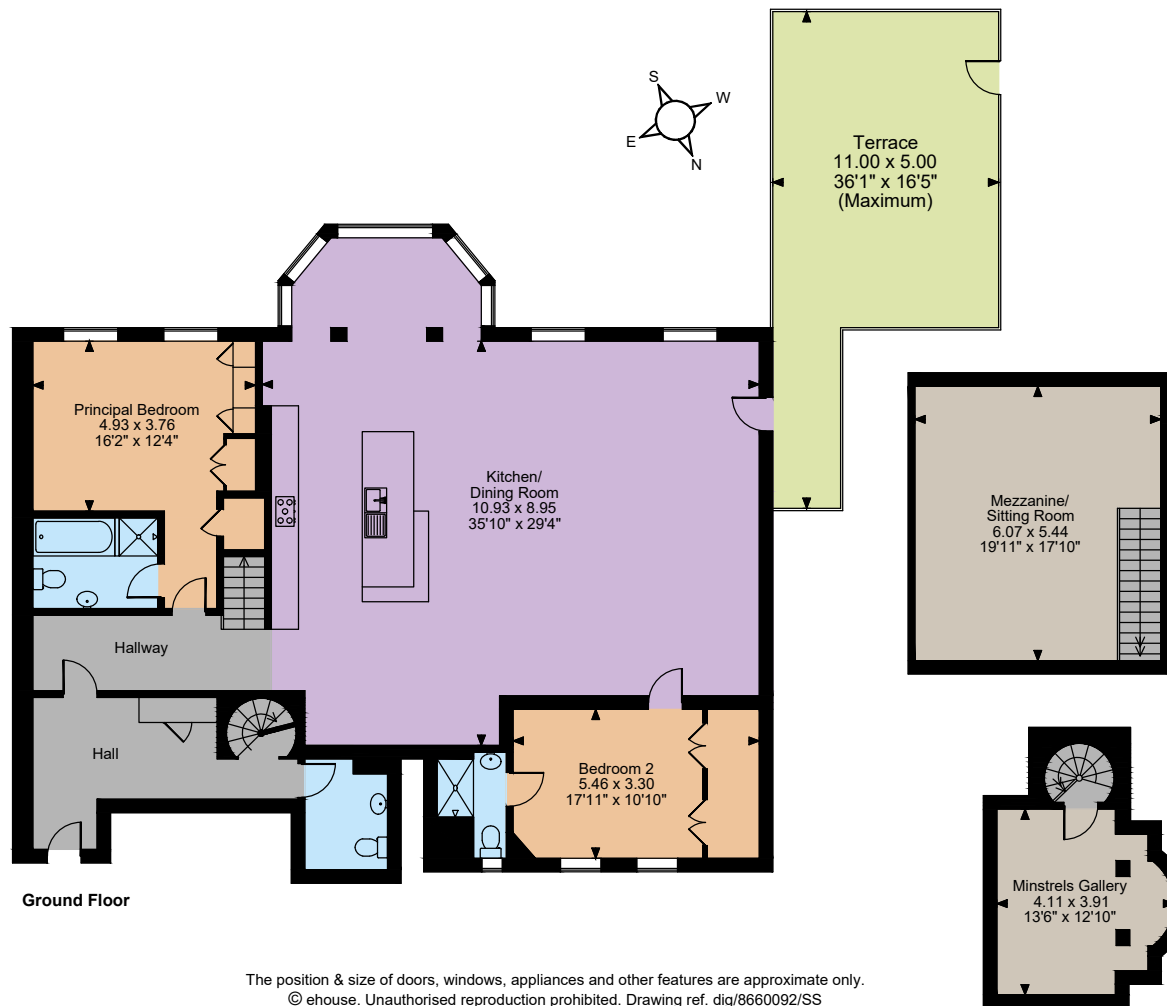 S
W
E
N
Terrace
11.00 x 5.00
36'1" x 16'5"
(Maximum)
Principal Bedroom
4.93 x 3.76
16'2" x 12'4"
Kitchen/
Dining Room
10.93 x 8.95
35'10" x 29'4"
Mezzanine/
Sitting Room
6.07 x 5.44
19'11" x 17'10"
Hallway
Hall
Bedroom 2
5.46 x 3.30
17'11" x 10'10"
Minstrels Gallery
4.11 x 3.91
13'6" x 12'10"
Ground Floor
The position & size of doors, windows, appliances and other features are approximate only.
© ehouse. Unauthorised reproduction prohibited. Drawing ref. dig/8660092/SS